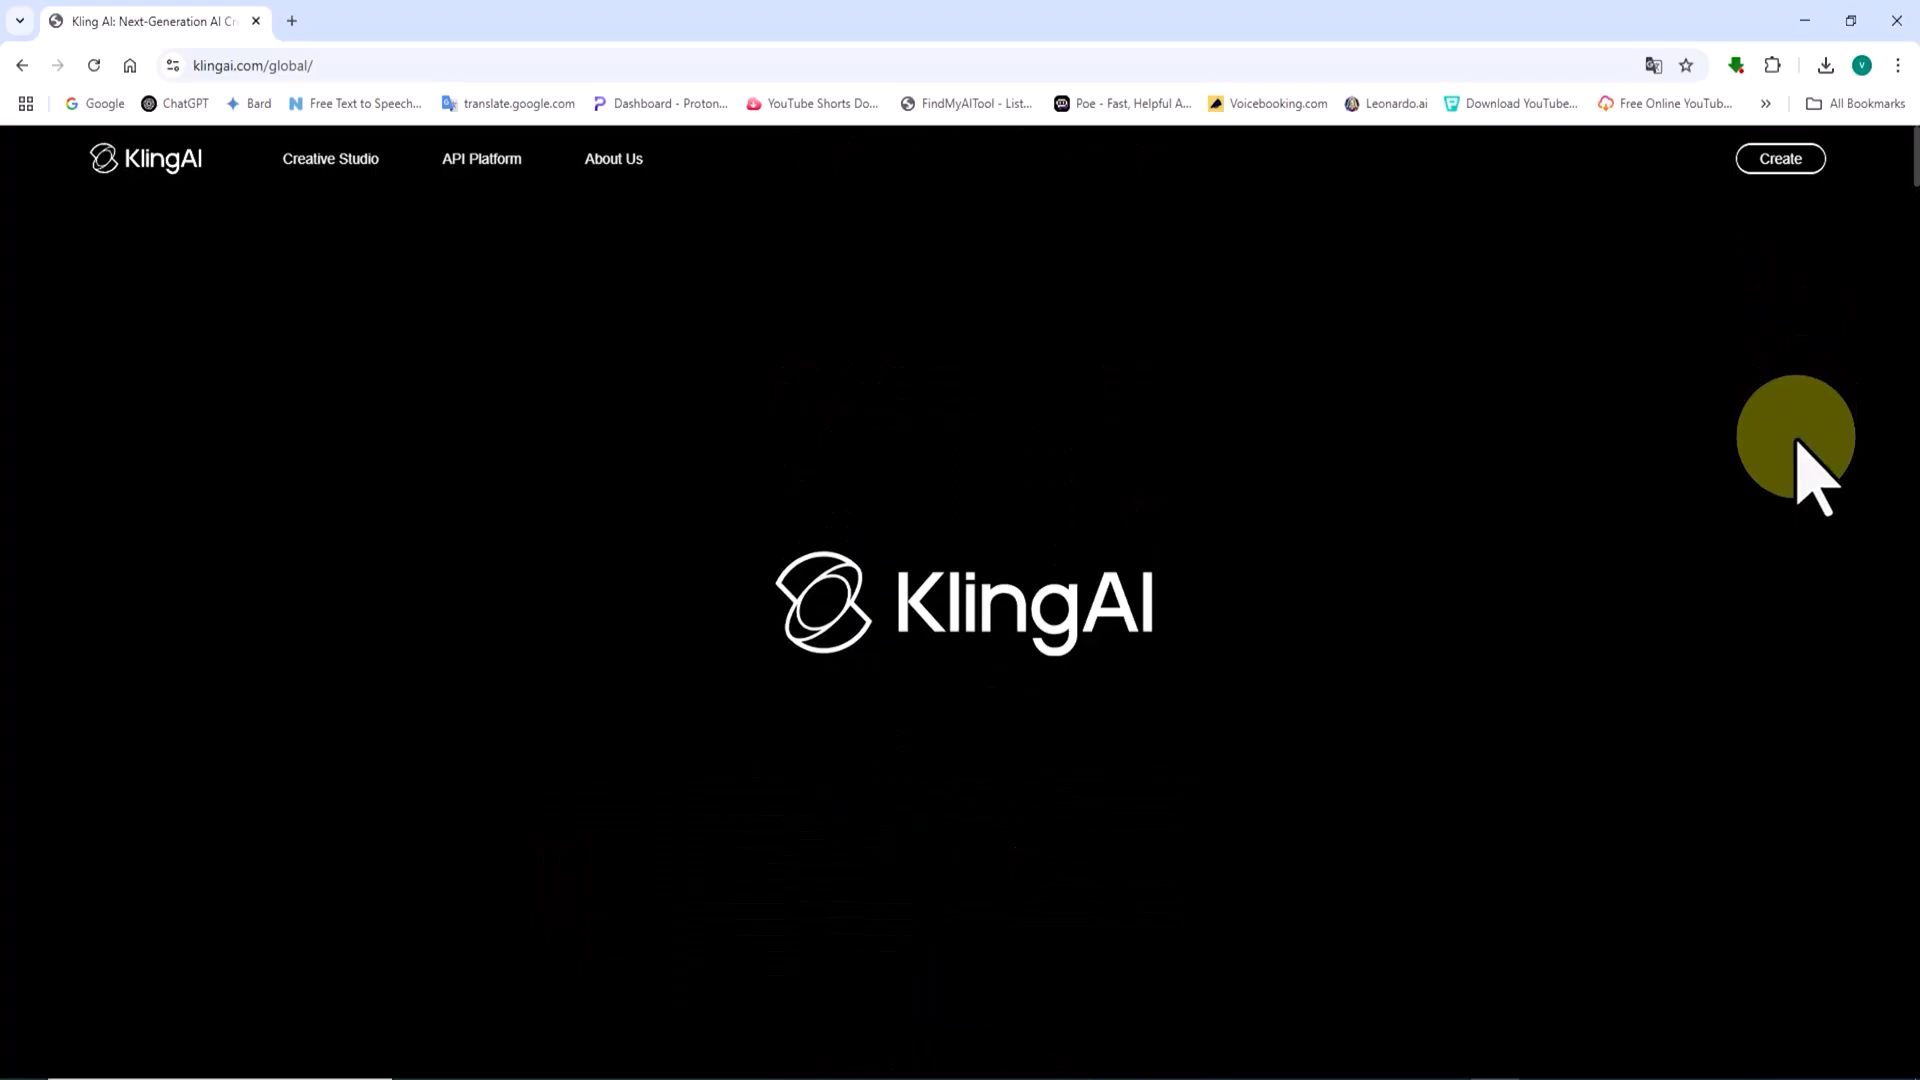 Kling AI: Next-Generation AI Cr
klingai.com/global/
V
Google
ChatGPT
Bard
Free Text to Speech...
translate.google.com
Dashboard - Proton...
YouTube Shorts Do...
FindMyAITool - List...
Poe - Fast, Helpful A...
Voicebooking.com
Leonardo.ai
Download YouTube...
Free Online YouTub...
All Bookmarks
KlingAI
Creative Studio
API Platform
About Us
Create
KlingAI